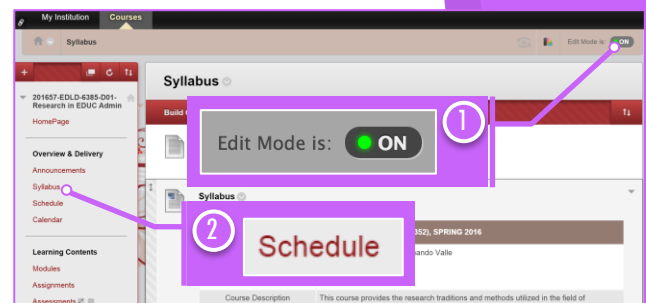 My Institution Courses
Syllabus Edit Mode is: ON
201657-EDLD-6385-D01-
Research in EDUC Admin
HomePage
Overview & Delivery
Announcements
Syllabus
Schedule
Calendar
Learning Contents
Modules
Assignments
Assessments
Syllabus
Build
Edit Mode is: ON
1
Syllabus
2
Schedule
352), SPRING 2016
ando Valle
Course Description This course provides the research traditions and methods utilized in the field of